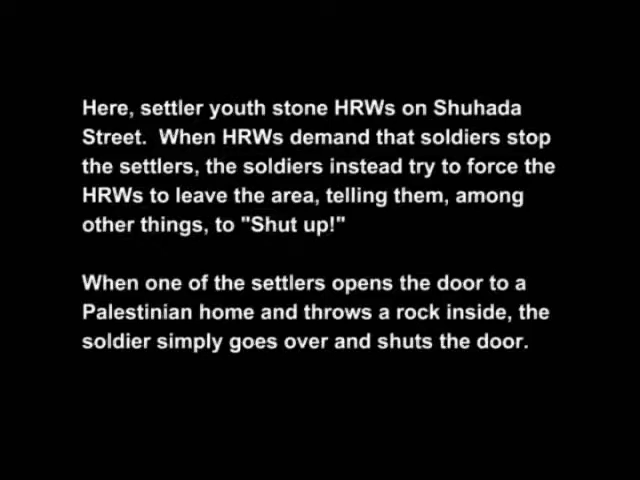 Here, settler youth stone HRWs on Shuhada
Street.  When HRWs demand that soldiers stop
the settlers, the soldiers instead try to force the
HRWs to leave the area, telling them, among
other things, to "Shut up!"
When one of the settlers opens the door to a
Palestinian home and throws a rock inside, the
soldier simply goes over and shuts the door.